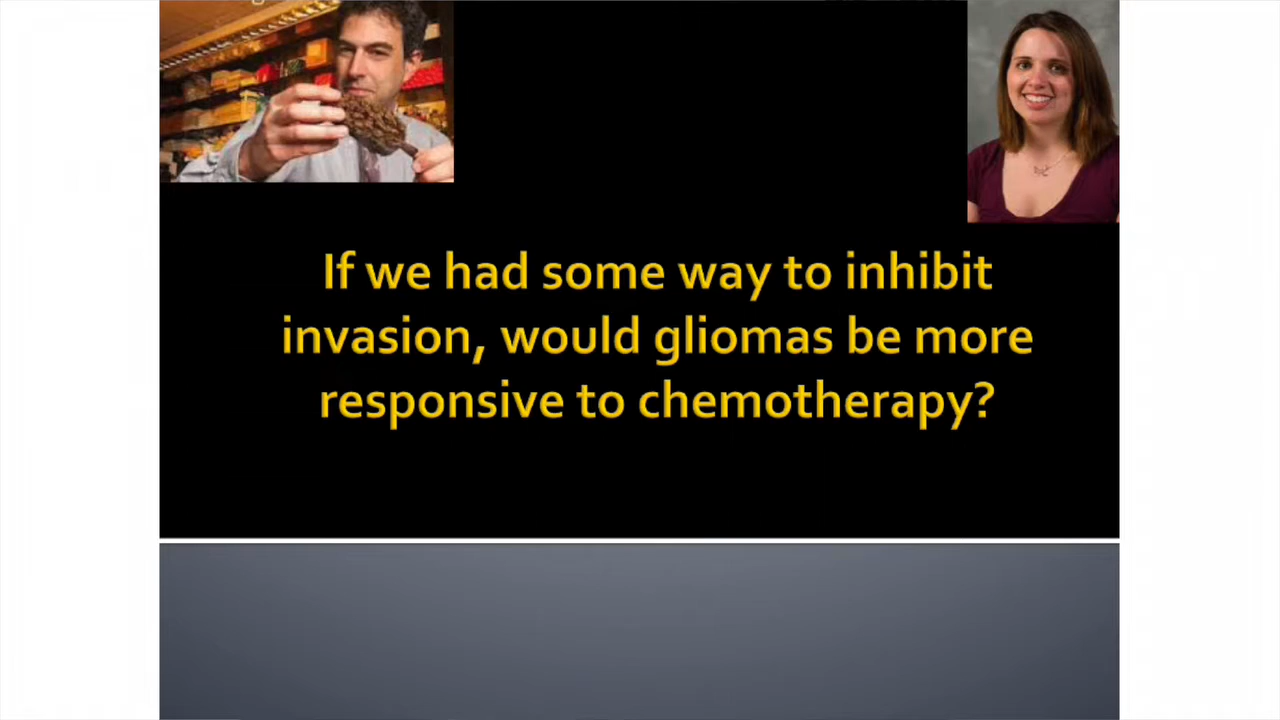 If we had some way to inhibit
invasion, would gliomas be more
responsive to chemotherapy?